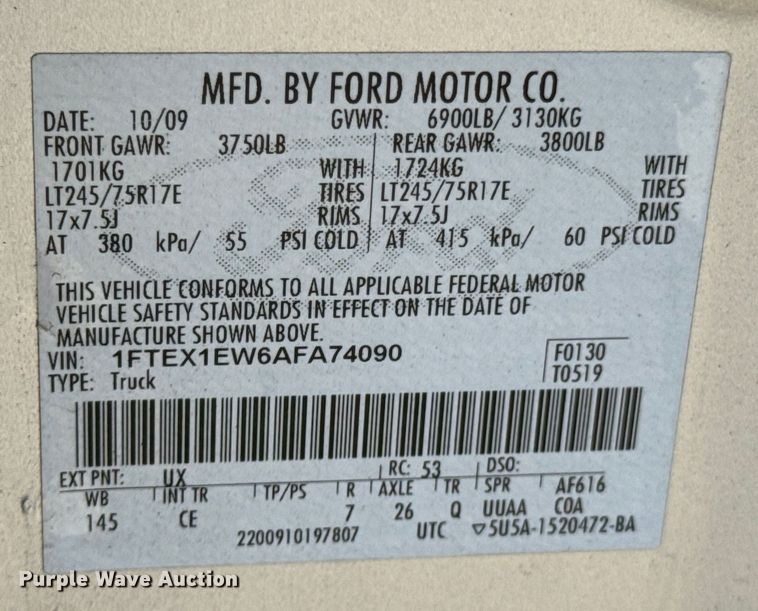 MFD. BY FORD MOTOR CO.
DATE: 10/09 GVWR: 6900LB/ 3130KG
FRONT GAWR: 3750LB REAR GAWR: 3800LB
1701KG WITH 1724KG WITH
LT245/75R17E TIRES LT245/75R17E TIRES
17x7.5J RIMS 17x7.5J RIMS
AT 380 kPa/ 55 PSI COLD AT 415 kPa/ 60 PSI COLD
THIS VEHICLE CONFORMS TO ALL APPLICABLE FEDERAL MOTOR
VEHICLE SAFETY STANDARDS IN EFFECT ON THE DATE OF
MANUFACTURE SHOWN ABOVE.
VIN: 1FTEX1EW6AFA74090 F0130
TYPE: Truck T0519
EXT PNT: UX RC: 53 DSO:
WB INT TR TP/PS R AXLE TR SPR AF616
145 CE 7 26 Q UUAA COA
2200910197807 UTC ▽5U5A-1520472-BA
Purple Wave Auction